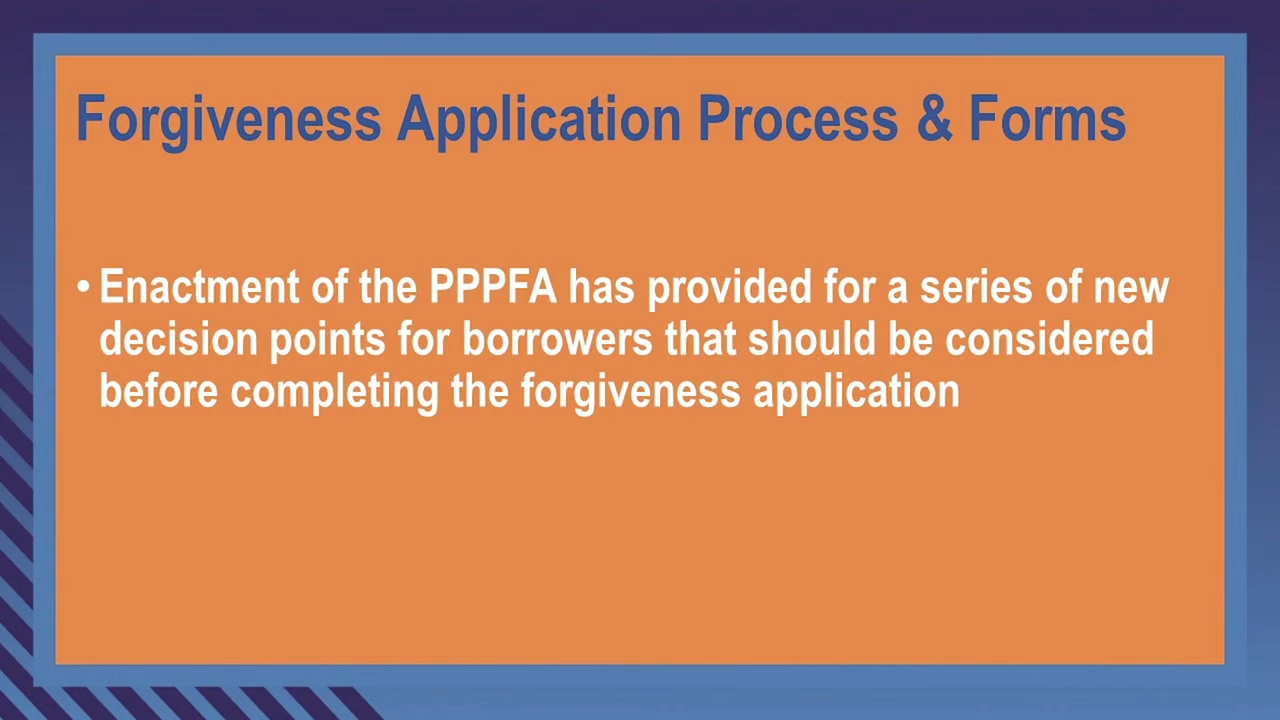 Forgiveness Application Process & Forms
• Enactment of the PPPFA has provided for a series of new
decision points for borrowers that should be considered
before completing the forgiveness application